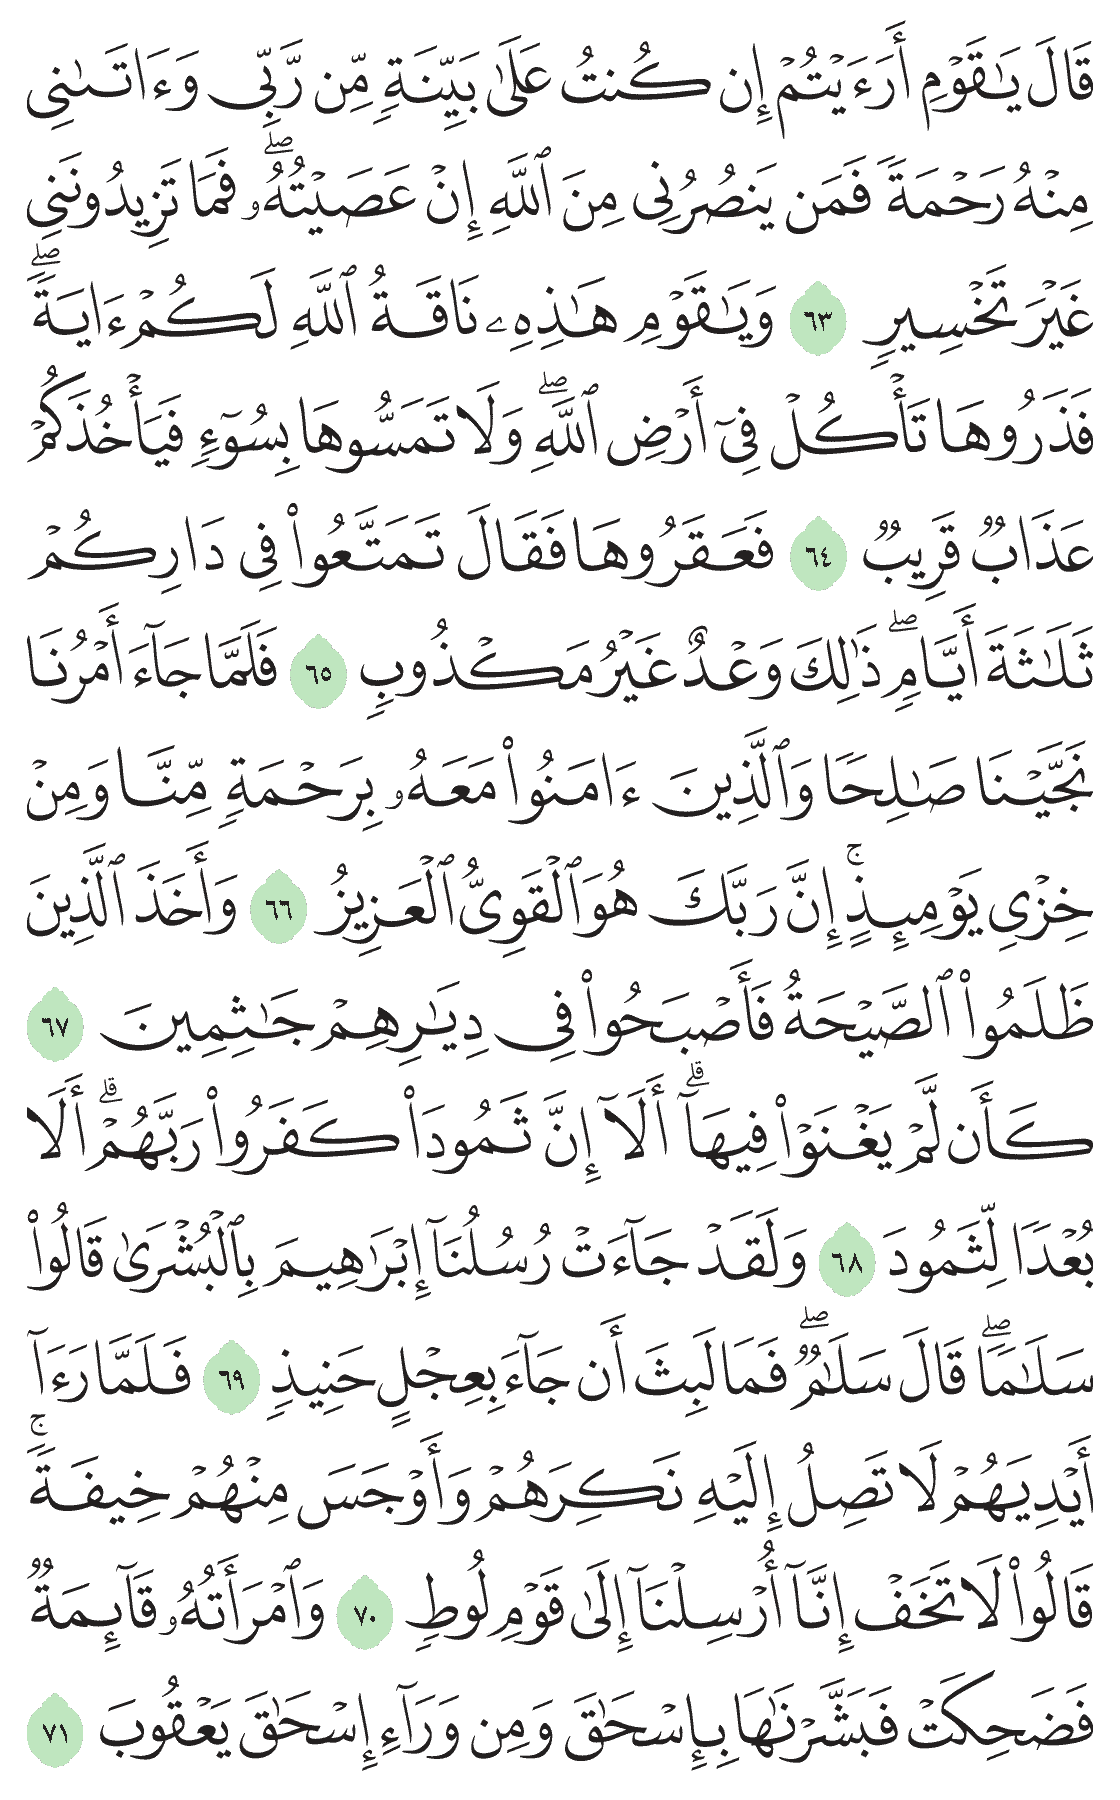 قَالَ يَٰقَوْمِ أَرَءَيْتُمْ إِن كُنتُ عَلَىٰ بَيِّنَةٍ مِّن رَّبِّي وَءَاتَىٰنِي
مِنْهُ رَحْمَةً فَمَن يَنصُرُنِي مِنَ ٱللَّهِ إِنْ عَصَيْتُهُۥۖ فَمَا تَزِيدُونَنِي
غَيْرَ تَخْسِيرٍ ٦٣ وَيَٰقَوْمِ هَٰذِهِۦ نَاقَةُ ٱللَّهِ لَكُمْ ءَايَةًۖ
فَذَرُوهَا تَأْكُلْ فِيٓ أَرْضِ ٱللَّهِۖ وَلَا تَمَسُّوهَا بِسُوٓءٍ فَيَأْخُذَكُمْ
عَذَابٌ قَرِيبٌ ٦٤ فَعَقَرُوهَا فَقَالَ تَمَتَّعُوا۟ فِي دَارِكُمْ
ثَلَٰثَةَ أَيَّامٍۖ ذَٰلِكَ وَعْدٌ غَيْرُ مَكْذُوبٍ ٦٥ فَلَمَّا جَآءَ أَمْرُنَا
نَجَّيْنَا صَٰلِحًا وَٱلَّذِينَ ءَامَنُوا۟ مَعَهُۥ بِرَحْمَةٍ مِّنَّا وَمِنْ
خِزْيِ يَوْمِئِذٍۚ إِنَّ رَبَّكَ هُوَ ٱلْقَوِيُّ ٱلْعَزِيزُ ٦٦ وَأَخَذَ ٱلَّذِينَ
ظَلَمُوا۟ ٱلصَّيْحَةُ فَأَصْبَحُوا۟ فِي دِيَٰرِهِمْ جَٰثِمِينَ ٦٧
كَأَن لَّمْ يَغْنَوْا۟ فِيهَآۗ أَلَآ إِنَّ ثَمُودَا۟ كَفَرُوا۟ رَبَّهُمْۗ أَلَا
بُعْدًا لِّثَمُودَ ٦٨ وَلَقَدْ جَآءَتْ رُسُلُنَآ إِبْرَٰهِيمَ بِٱلْبُشْرَىٰ قَالُوا۟
سَلَٰمًاۖ قَالَ سَلَٰمٌۖ فَمَا لَبِثَ أَن جَآءَ بِعِجْلٍ حَنِيذٍ ٦٩ فَلَمَّا رَءَآ
أَيْدِيَهُمْ لَا تَصِلُ إِلَيْهِ نَكِرَهُمْ وَأَوْجَسَ مِنْهُمْ خِيفَةًۚ
قَالُوا۟ لَا تَخَفْ إِنَّآ أُرْسِلْنَآ إِلَىٰ قَوْمِ لُوطٍ ٧٠ وَٱمْرَأَتُهُۥ قَآئِمَةٌ
فَضَحِكَتْ فَبَشَّرْنَٰهَا بِإِسْحَٰقَ وَمِن وَرَآءِ إِسْحَٰقَ يَعْقُوبَ ٧١